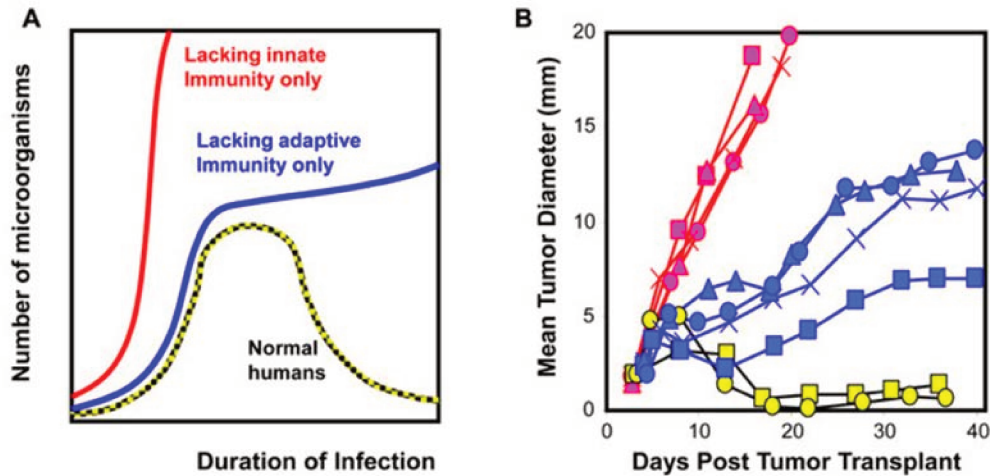 A
Number of microorganisms
Lacking innate
Immunity only
Lacking adaptive
Immunity only
Normal
humans
Duration of Infection
B
Mean Tumor Diameter (mm)
20
15
10
5
0
0
10
20
30
40
Days Post Tumor Transplant